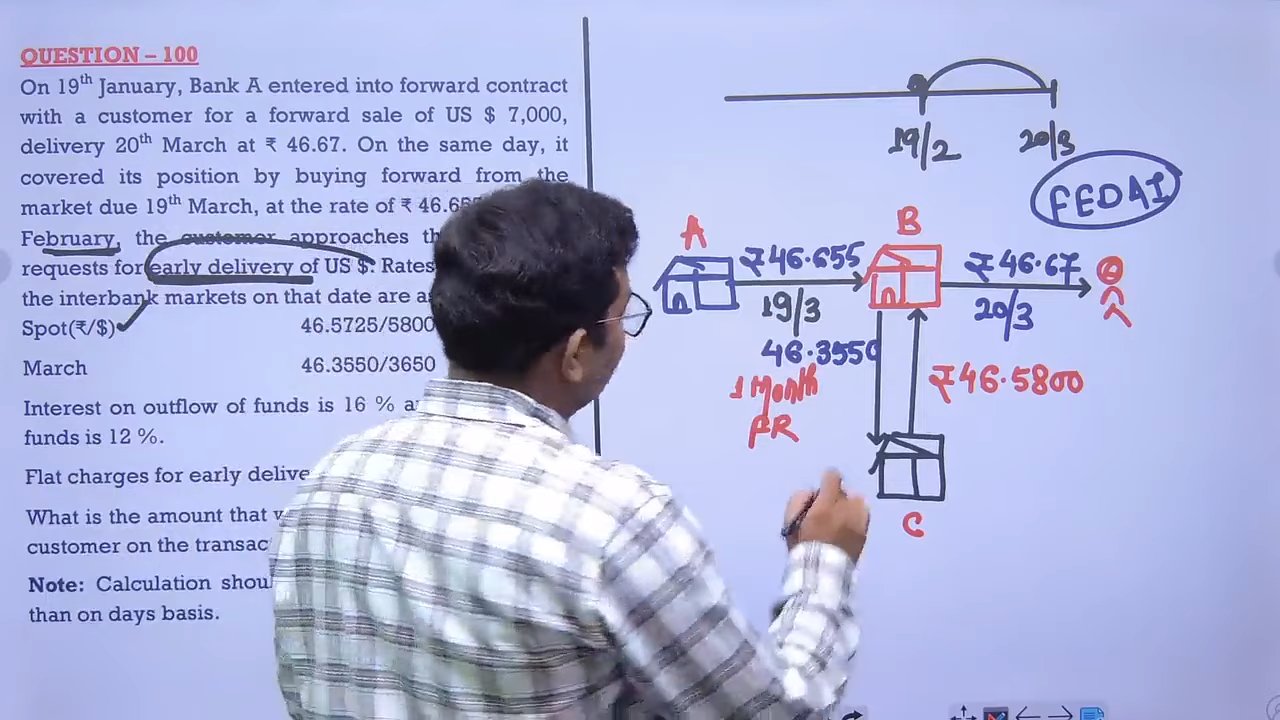 QUESTION – 100
On 19th January, Bank A entered into forward contract
with a customer for a forward sale of US $ 7,000,
delivery 20th March at ₹ 46.67. On the same day, it
covered its position by buying forward from the
market due 19th March, at the rate of ₹ 46.655
February, the customer approaches
requests for early delivery of US $. Rates
the interbank markets on that date are
Spot(₹/$) 46.5725/5800
March 46.3550/3650
Interest on outflow of funds is 16 %
funds is 12 %.
Flat charges for early
What is the amount that
customer on the
Note: Calculation
than on days basis.
19/2 20/3
FEDAI
A ₹46.655 B ₹46.67
19/3 20/3
46.3550
1 Month
FR
₹46.5800
C